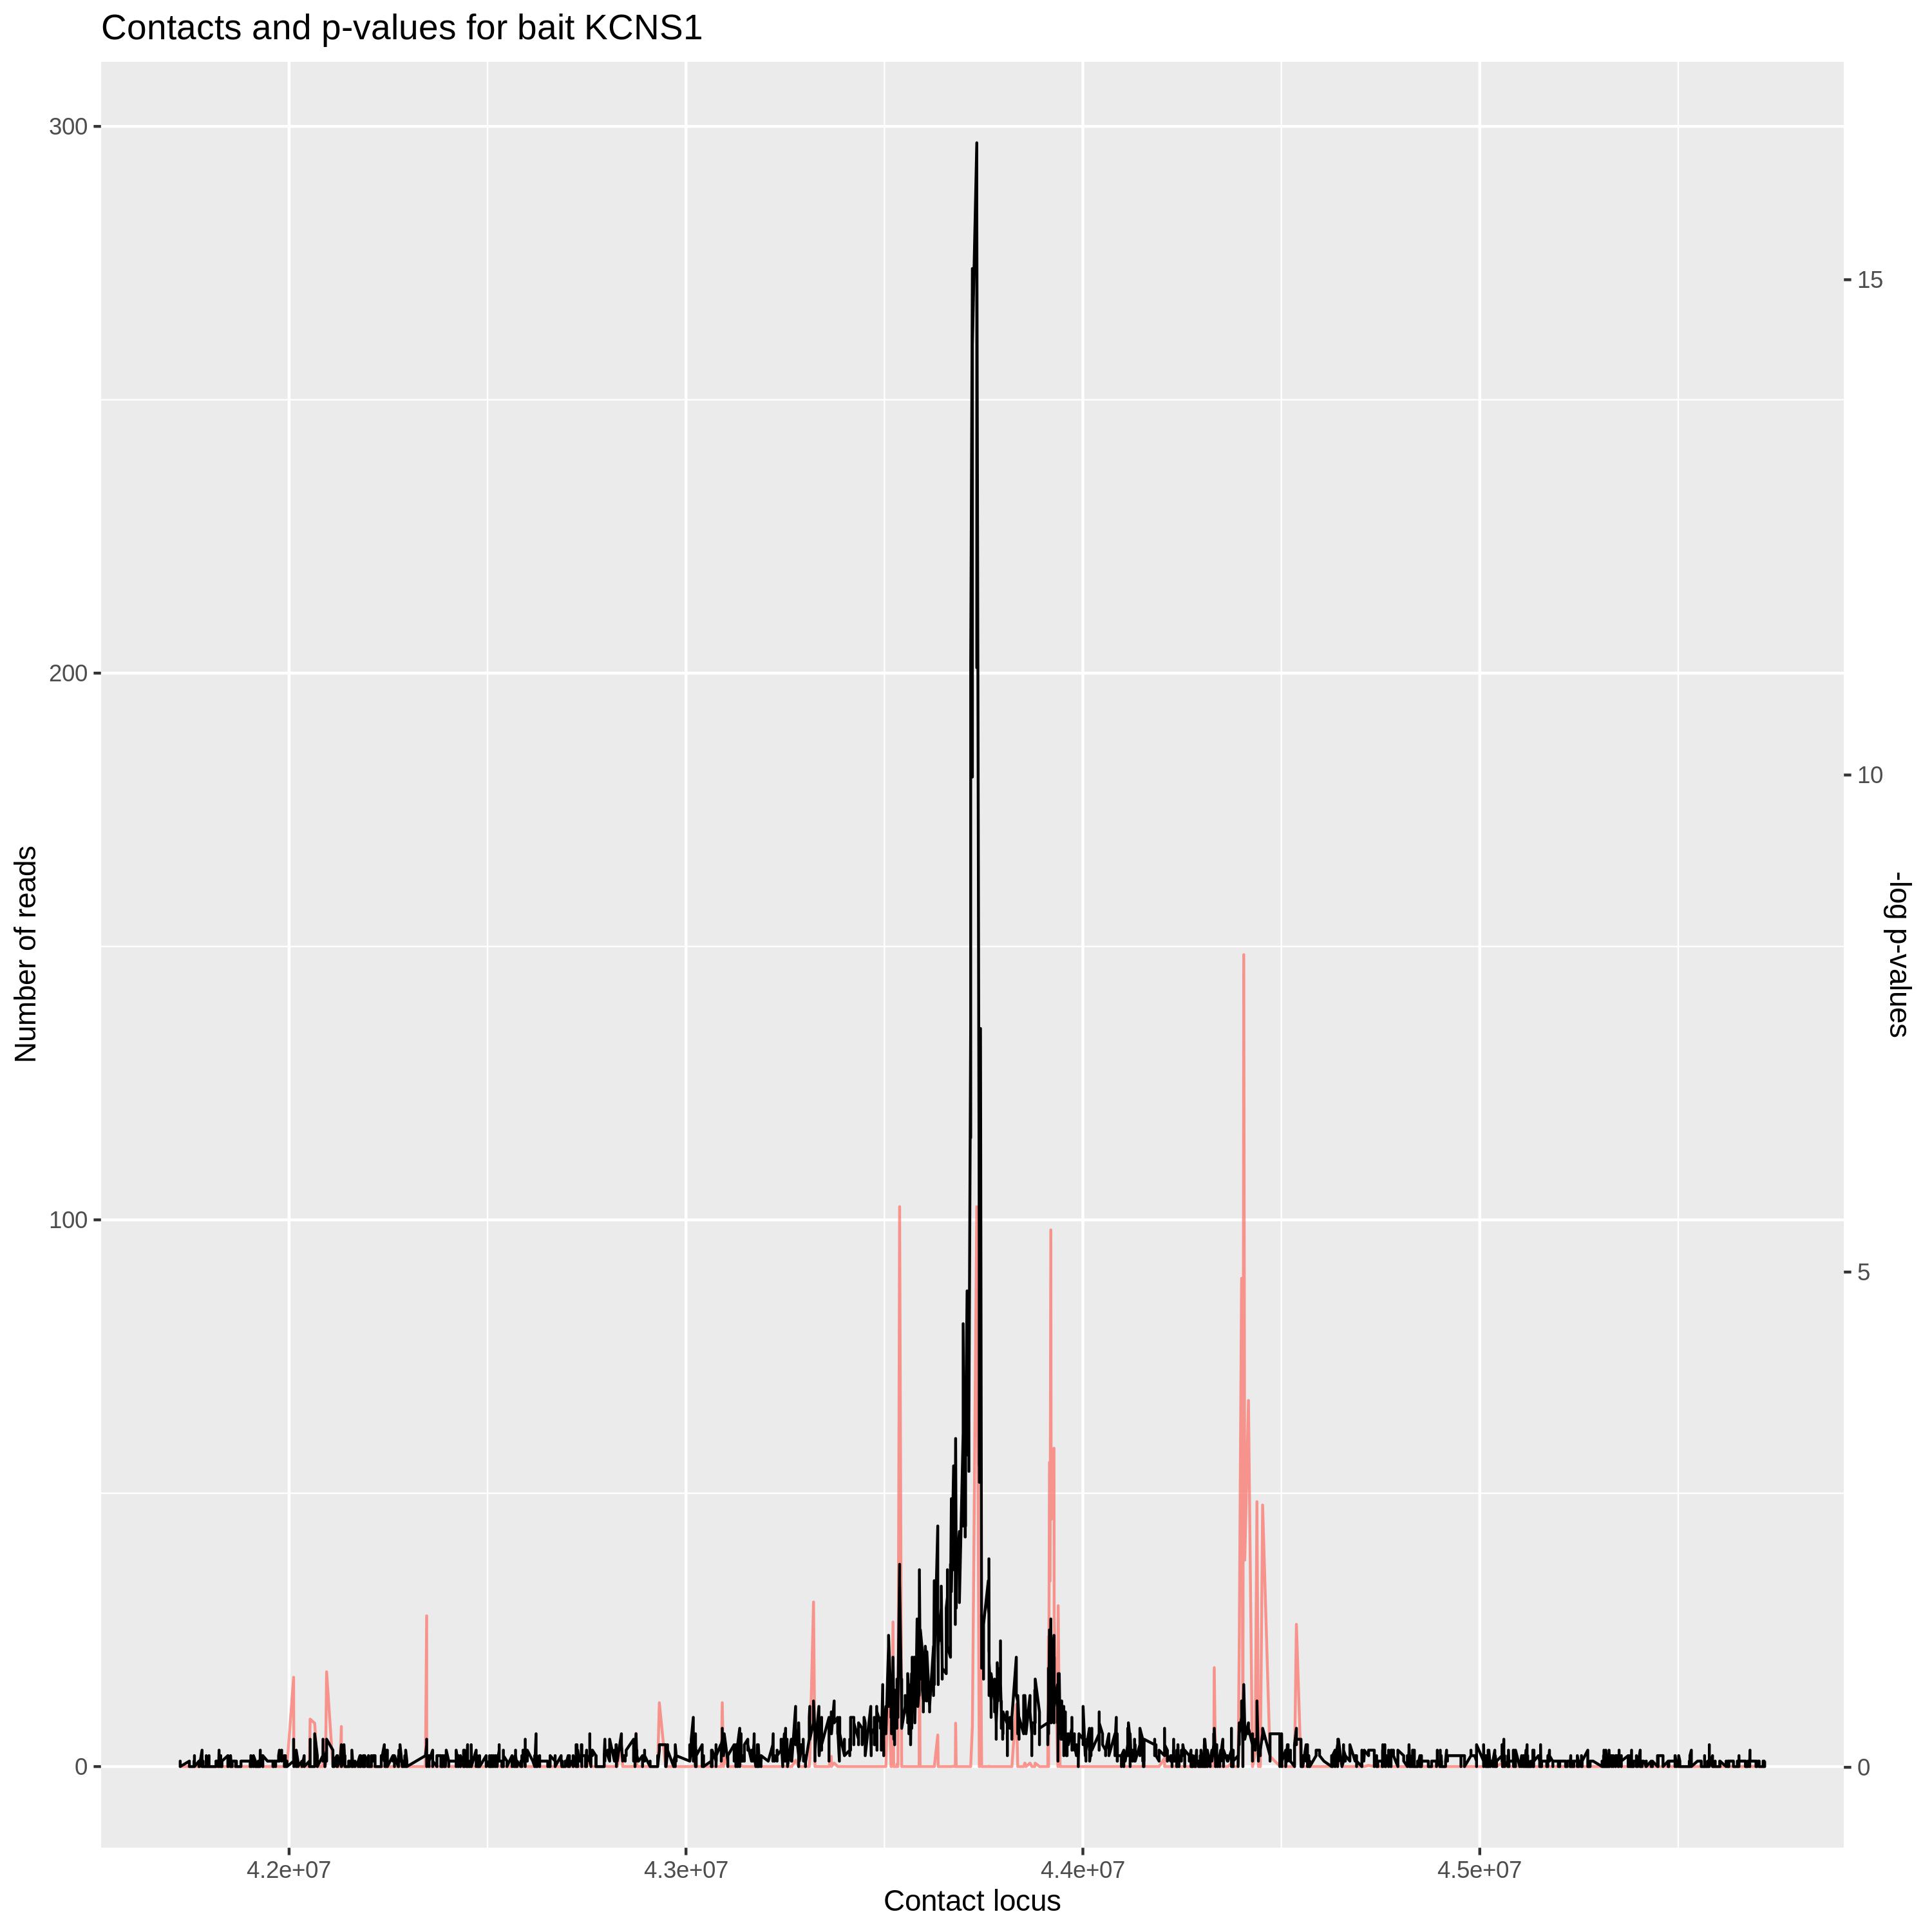 Contacts and p-values for bait KCNS1
300
200
100
0
Number of reads
15
10
5
0
-log p-values
4.2e+07
4.3e+07
4.4e+07
4.5e+07
Contact locus